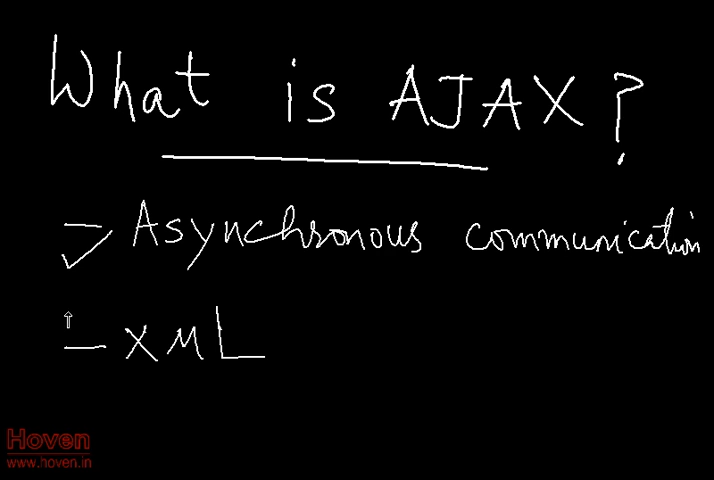 What is AJAX?
- Asynchronous communication
- XML
Hoven
www.hoven.in